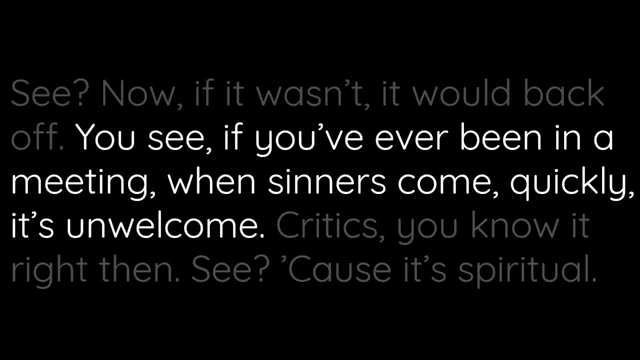 See? Now, if it wasn’t, it would back
off. You see, if you’ve ever been in a
meeting, when sinners come, quickly,
it’s unwelcome. Critics, you know it
right then. See? ’Cause it’s spiritual.